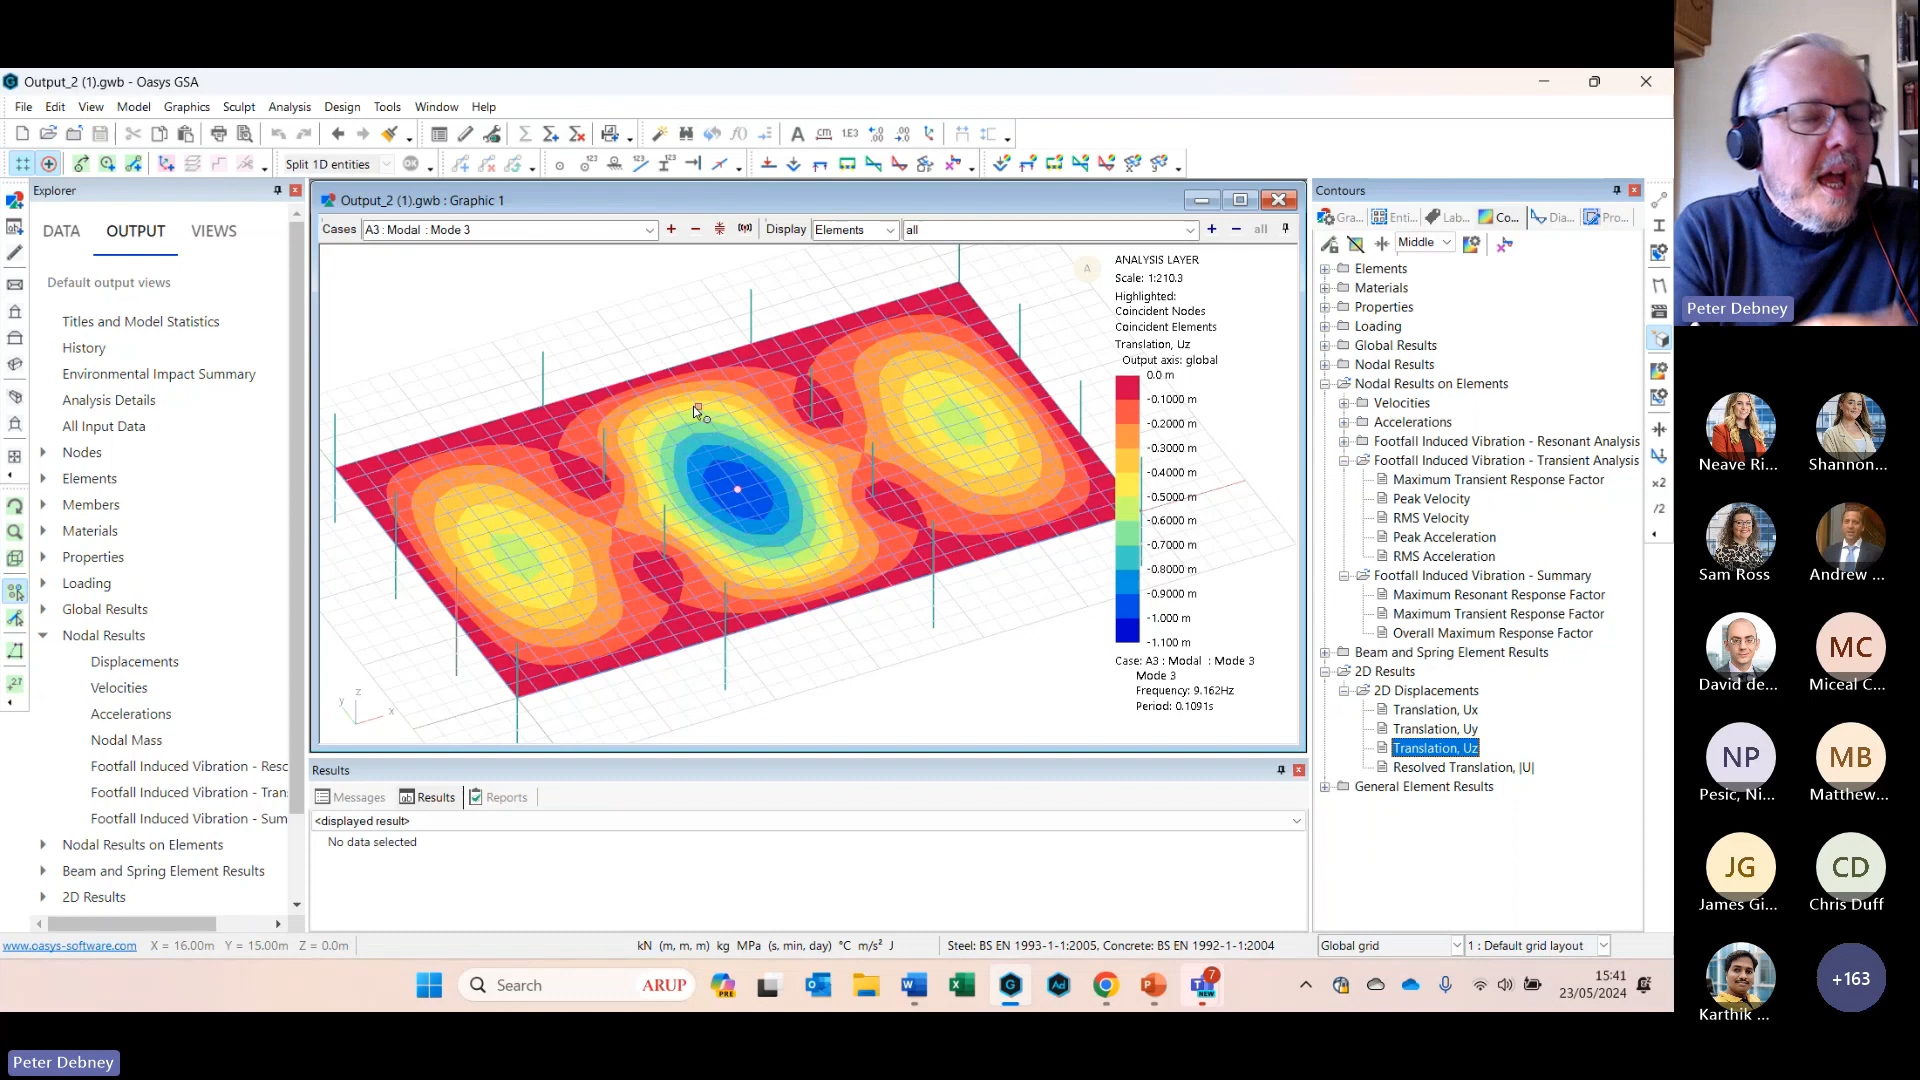 Output_2 (1).gwb - Oasys GSA
File Edit View Model Graphics Sculpt Analysis Design Tools Window Help
Split 1D entities
Explorer
DATA OUTPUT VIEWS
Default output views
Titles and Model Statistics
History
Environmental Impact Summary
Analysis Details
All Input Data
Nodes
Elements
Members
Materials
Properties
Loading
Global Results
Nodal Results
Displacements
Velocities
Accelerations
Nodal Mass
Footfall Induced Vibration - Resc
Footfall Induced Vibration - Tran
Footfall Induced Vibration - Sum
Nodal Results on Elements
Beam and Spring Element Results
2D Results
Output_2 (1).gwb : Graphic 1
Cases A3 : Modal : Mode 3 Display Elements all all
A
ANALYSIS LAYER
Scale: 1:210.3
Highlighted:
Coincident Nodes
Coincident Elements
Translation, Uz
Output axis: global
0.0 m
-0.1000 m
-0.2000 m
-0.3000 m
-0.4000 m
-0.5000 m
-0.6000 m
-0.7000 m
-0.8000 m
-0.9000 m
-1.000 m
-1.100 m
Case: A3 : Modal : Mode 3
Mode 3
Frequency: 9.162Hz
Period: 0.1091s
z
y
x
Results
Messages Results Reports
<displayed result>
No data selected
Contours
Gra... Enti... Lab... Co... Dia... Pro...
Middle
Elements
Materials
Properties
Loading
Global Results
Nodal Results
Nodal Results on Elements
Velocities
Accelerations
Footfall Induced Vibration - Resonant Analysis
Footfall Induced Vibration - Transient Analysis
Maximum Transient Response Factor
Peak Velocity
RMS Velocity
Peak Acceleration
RMS Acceleration
Footfall Induced Vibration - Summary
Maximum Resonant Response Factor
Maximum Transient Response Factor
Overall Maximum Response Factor
Beam and Spring Element Results
2D Results
2D Displacements
Translation, Ux
Translation, Uy
Translation, Uz
Resolved Translation, |U|
General Element Results
x2
/2
www.oasys-software.com X = 16.00m Y = 15.00m Z = 0.0m kN (m, m, m) kg MPa (s, min, day) °C m/s² J Steel: BS EN 1993-1-1:2005, Concrete: BS EN 1992-1-1:2004 Global grid 1 : Default grid layout
Search ARUP
PRE
7
NEW
15:41
23/05/2024
Peter Debney
Neave Ri... Shannon...
Sam Ross Andrew ...
MC
David de... Miceal C...
NP MB
Pesic, Ni... Matthew...
JG CD
James Gi... Chris Duff
+163
Karthik ...
Peter Debney